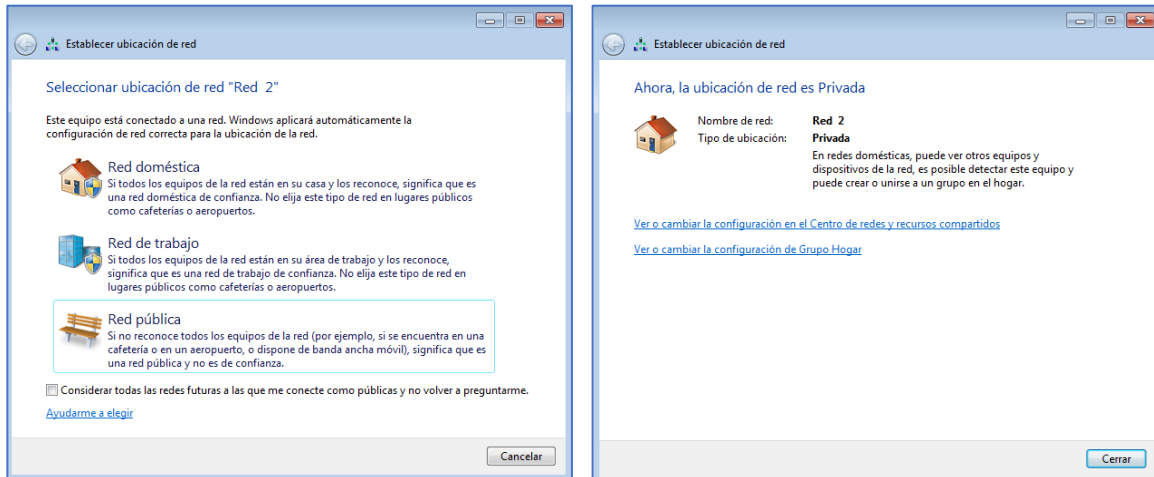 Establecer ubicación de red
Seleccionar ubicación de red "Red  2"
Este equipo está conectado a una red. Windows aplicará automáticamente la
configuración de red correcta para la ubicación de la red.
Red doméstica
Si todos los equipos de la red están en su casa y los reconoce, significa que es
una red doméstica de confianza. No elija este tipo de red en lugares públicos
como cafeterías o aeropuertos.
Red de trabajo
Si todos los equipos de la red están en su área de trabajo y los reconoce,
significa que es una red de trabajo de confianza. No elija este tipo de red en
lugares públicos como cafeterías o aeropuertos.
Red pública
Si no reconoce todos los equipos de la red (por ejemplo, si se encuentra en una
cafetería o en un aeropuerto, o dispone de banda ancha móvil), significa que es
una red pública y no es de confianza.
Considerar todas las redes futuras a las que me conecte como públicas y no volver a preguntarme.
Ayudarme a elegir
Cancelar
Establecer ubicación de red
Ahora, la ubicación de red es Privada
Nombre de red: Red  2
Tipo de ubicación: Privada
En redes domésticas, puede ver otros equipos y
dispositivos de la red, es posible detectar este equipo y
puede crear o unirse a un grupo en el hogar.
Ver o cambiar la configuración en el Centro de redes y recursos compartidos
Ver o cambiar la configuración de Grupo Hogar
Cerrar